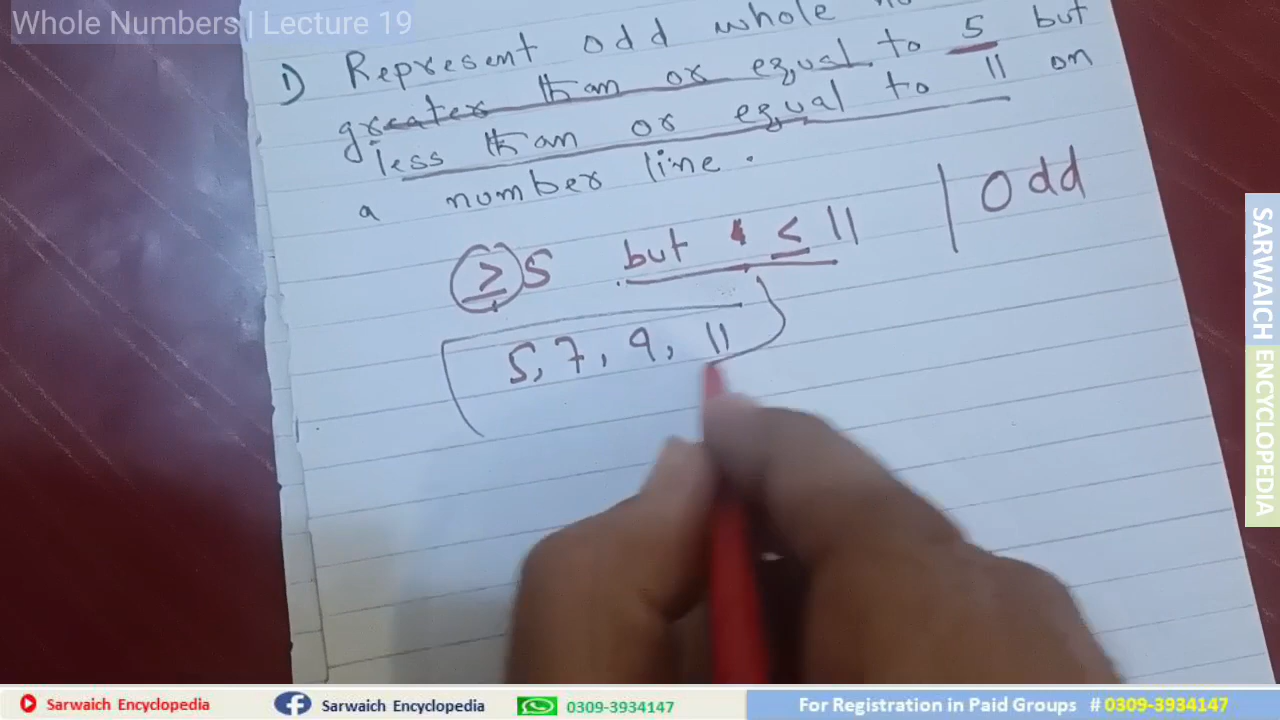 Whole Numbers | Lecture 19
1) Represent odd whole
greater than or equal to 5 but
less than or equal to 11 on
a number line.
≥ 5 but ≤ 11 | Odd
5, 7, 9, 11
SARWAICH ENCYCLOPEDIA
Sarwaich Encyclopedia Sarwaich Encyclopedia 0309-3934147 For Registration in Paid Groups # 0309-3934147